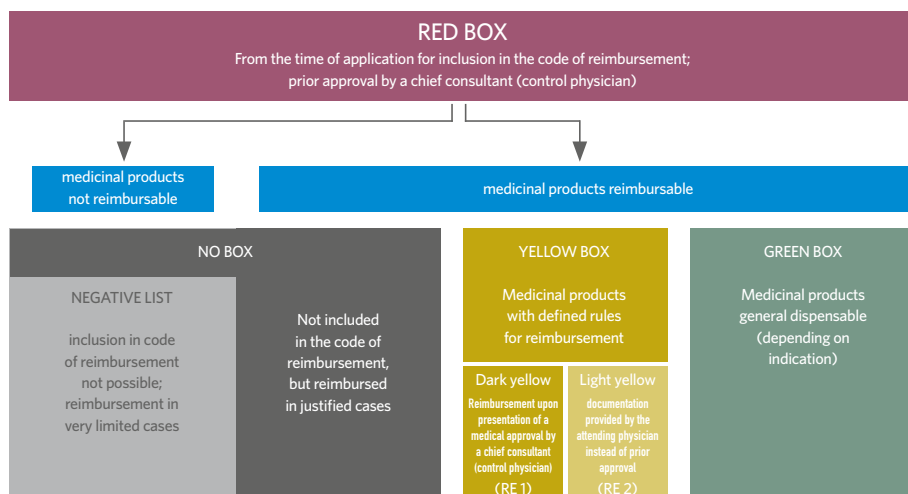 RED BOX
From the time of application for inclusion in the code of reimbursement;
prior approval by a chief consultant (control physician)
medicinal products
not reimbursable
medicinal products reimbursable
NO BOX
NEGATIVE LIST
inclusion in code
of reimbursement
not possible;
reimbursement in
very limited cases
Not included
in the code of
reimbursement,
but reimbursed
in justified cases
YELLOW BOX
Medicinal products
with defined rules
for reimbursement
Dark yellow
Reimbursement upon
presentation of a
medical approval by
a chief consultant
(control physician)
(RE 1)
Light yellow
documentation
provided by the
attending physician
instead of prior
approval
(RE 2)
GREEN BOX
Medicinal products
general dispensable
(depending on
indication)